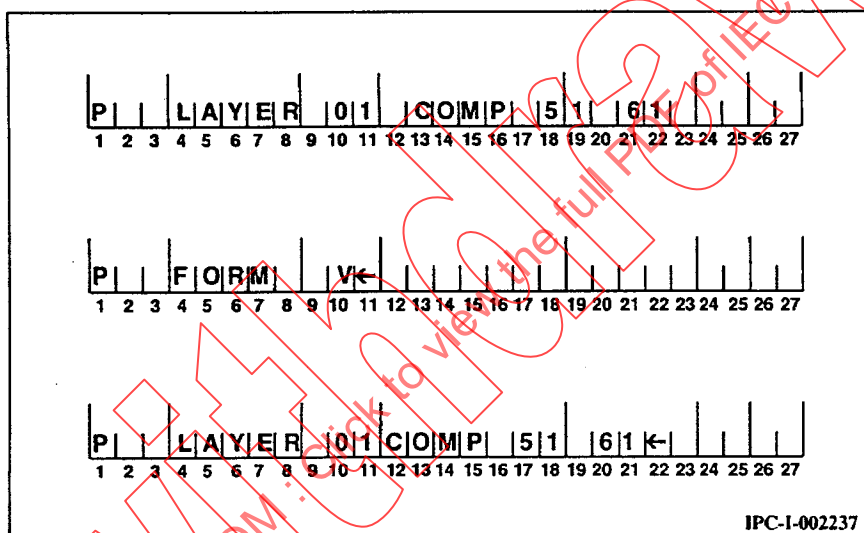 P LAYER 01 COMP 51 61
1 2 3 4 5 6 7 8 9 10 11 12 13 14 15 16 17 18 19 20 21 22 23 24 25 26 27
P FORM V←
1 2 3 4 5 6 7 8 9 10 11 12 13 14 15 16 17 18 19 20 21 22 23 24 25 26 27
P LAYER 01COMP 51 61←
1 2 3 4 5 6 7 8 9 10 11 12 13 14 15 16 17 18 19 20 21 22 23 24 25 26 27
IPC-I-002237
Click to view the full PDF of IEC